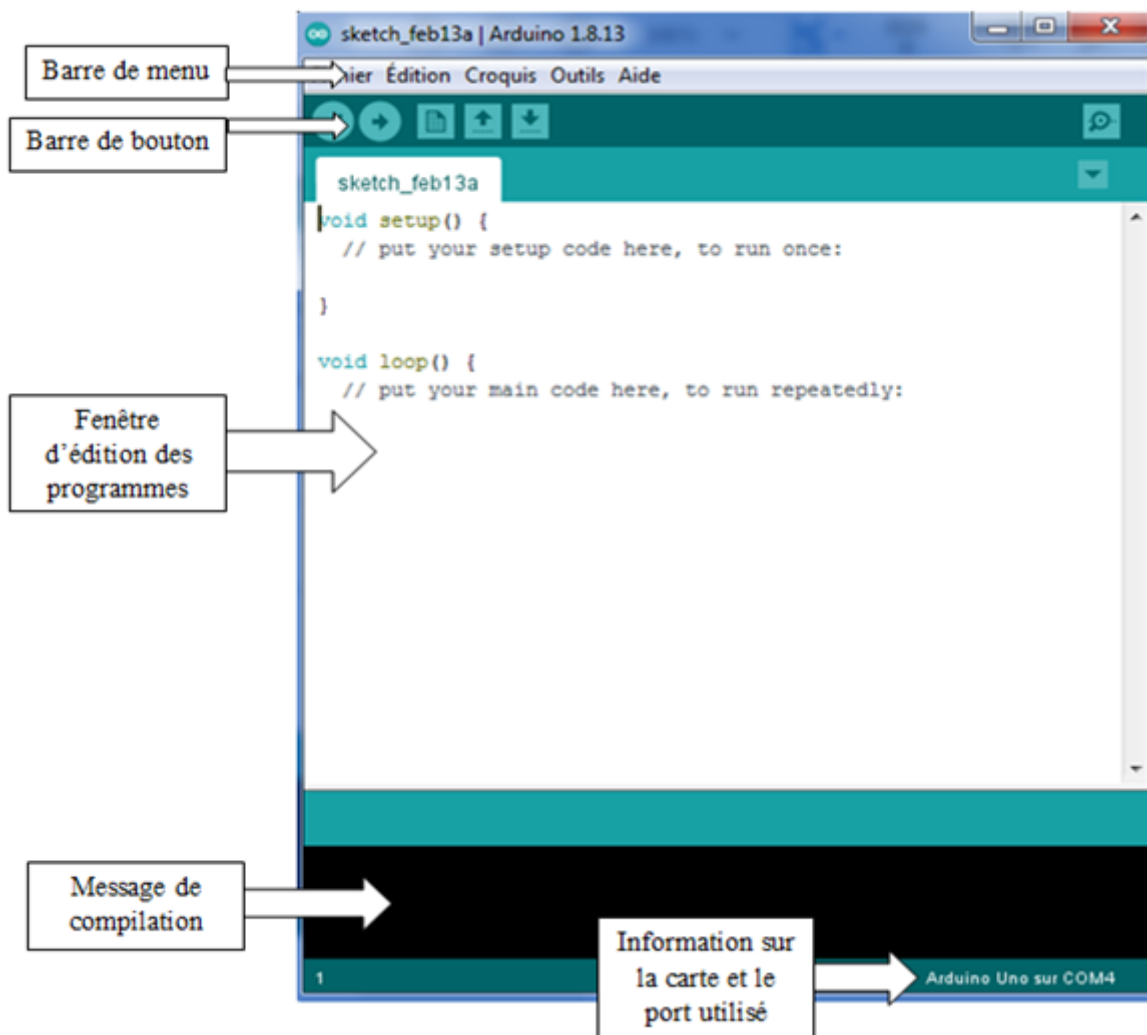 sketch_feb13a | Arduino 1.8.13
Barre de menu
Édition Croquis Outils Aide
Barre de bouton
sketch_feb13a
void setup() {
// put your setup code here, to run once:
}
void loop() {
// put your main code here, to run repeatedly:
Fenêtre
d'édition des
programmes
Message de
compilation
Information sur
la carte et le
port utilisé
1
Arduino Uno sur COM4